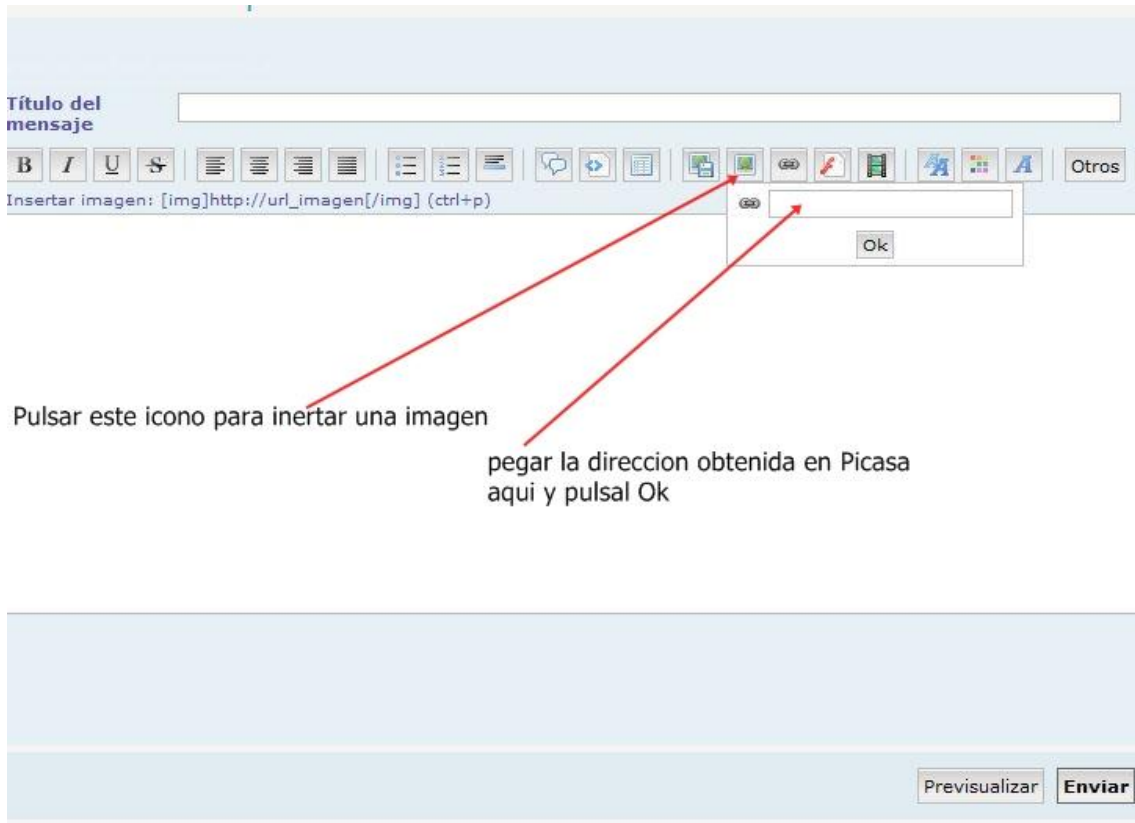 Título del
mensaje
B I U S
Otros
Insertar imagen: [img]http://url_imagen[/img] (ctrl+p)
Ok
Pulsar este icono para inertar una imagen
pegar la direccion obtenida en Picasa
aqui y pulsal Ok
Previsualizar
Enviar